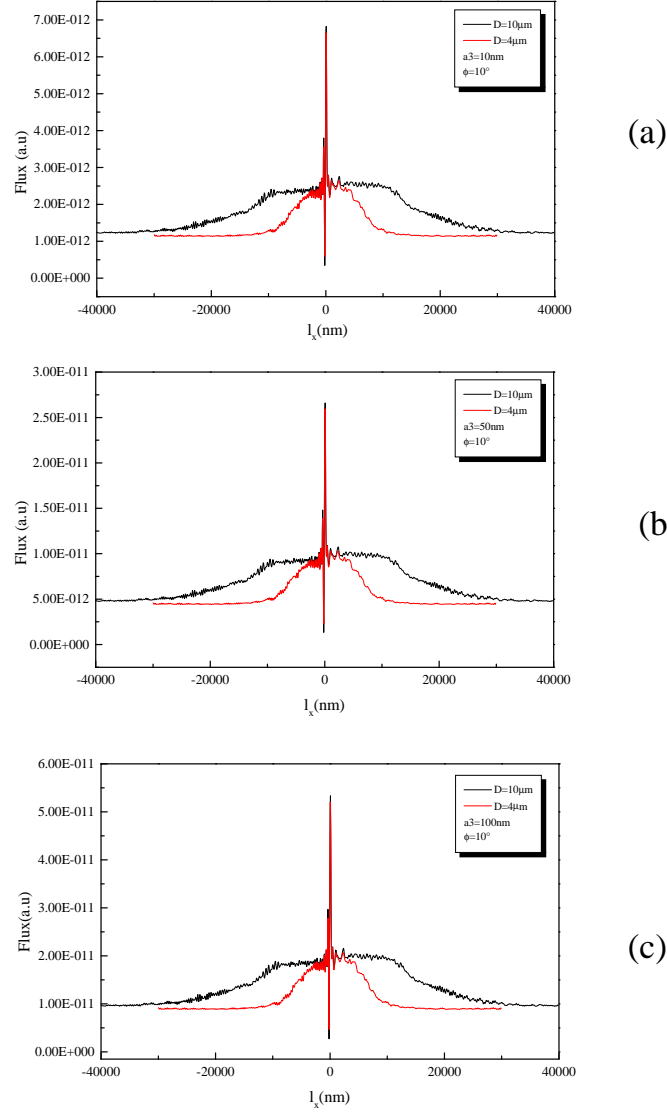 7.00E-012
6.00E-012
5.00E-012
4.00E-012
3.00E-012
2.00E-012
1.00E-012
0.00E+000
Flux (a.u)
-40000 -20000 0 20000 40000
l_x(nm)
D=10μm
D=4μm
a3=10nm
ϕ=10°
(a)
3.00E-011
2.50E-011
2.00E-011
1.50E-011
1.00E-011
5.00E-012
0.00E+000
Flux (a.u)
-40000 -20000 0 20000 40000
l_x(nm)
D=10μm
D=4μm
a3=50nm
ϕ=10°
(b
6.00E-011
5.00E-011
4.00E-011
3.00E-011
2.00E-011
1.00E-011
0.00E+000
Flux(a.u)
-40000 -20000 0 20000 40000
l_x(nm)
D=10μm
D=4μm
a3=100nm
ϕ=10°
(c)